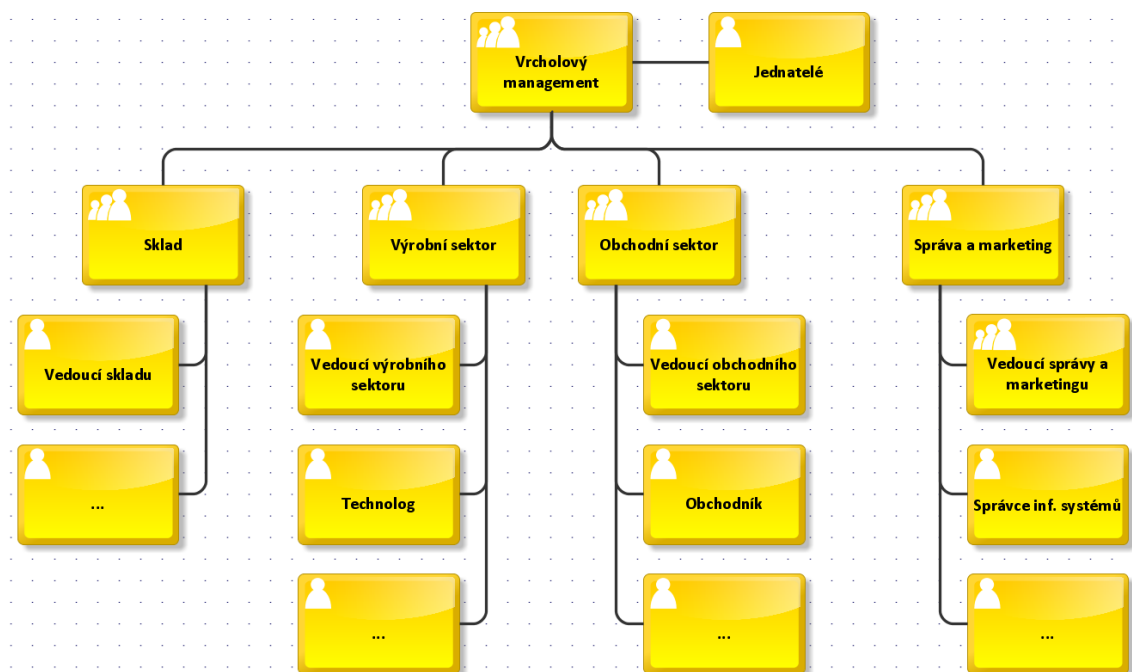 Vrcholový
management
Jednatelé
Sklad
Výrobní sektor
Obchodní sektor
Správa a marketing
Vedoucí skladu
Vedoucí výrobního
sektoru
Vedoucí obchodního
sektoru
Vedoucí správy a
marketingu
...
Technolog
Obchodník
Správce inf. systémů
...
...
...